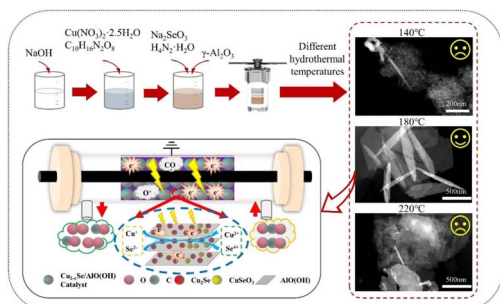 NaOH
Cu(NO₃)₂·2.5H₂O
C₁₀H₁₆N₂O₈
Na₂SeO₃
H₄N₂·H₂O
γ-Al₂O₃
Different
hydrothermal
temperatures
140℃
200nm
180℃
500nm
220℃
500nm
CO
e⁻
e⁻
O⁺
e⁻
Cu⁺
Se²⁻
Cu²⁺
Se⁴⁺
Cu₂₋ₓSe/AlO(OH)
Catalyst
O
C
Cu₂Se
CuSeO₃
AlO(OH)